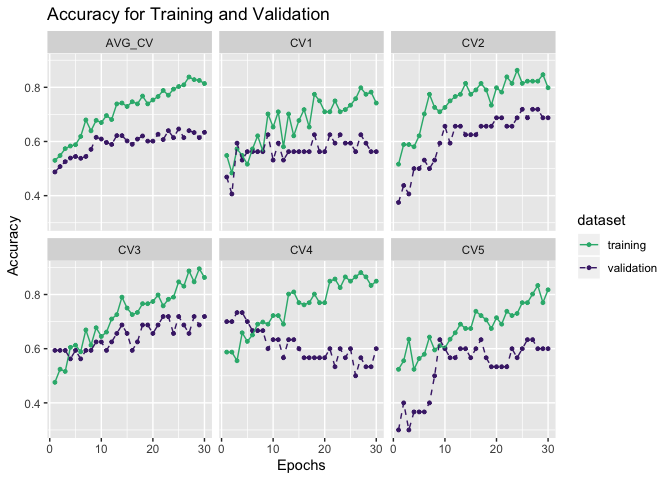 Accuracy for Training and Validation
AVG_CV
CV1
CV2
0.8
0.6
0.4
CV3
CV4
CV5
0.8
0.6
0.4
0 10 20 30
0 10 20 30
0 10 20 30
Accuracy
Epochs
dataset
training
validation